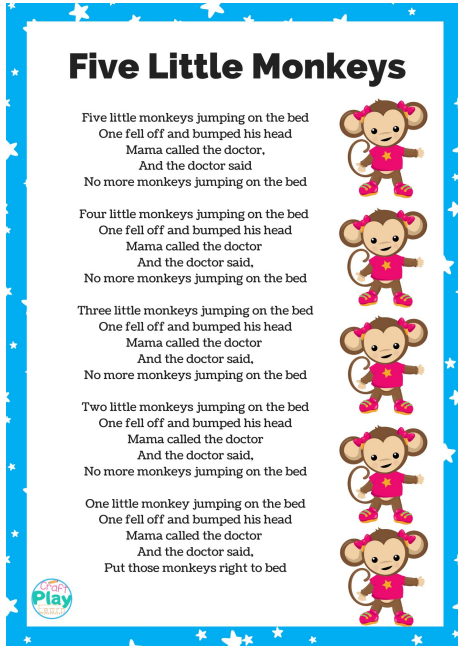 Five Little Monkeys
Five little monkeys jumping on the bed
One fell off and bumped his head
Mama called the doctor,
And the doctor said
No more monkeys jumping on the bed
Four little monkeys jumping on the bed
One fell off and bumped his head
Mama called the doctor
And the doctor said,
No more monkeys jumping on the bed
Three little monkeys jumping on the bed
One fell off and bumped his head
Mama called the doctor
And the doctor said,
No more monkeys jumping on the bed
Two little monkeys jumping on the bed
One fell off and bumped his head
Mama called the doctor
And the doctor said,
No more monkeys jumping on the bed
One little monkey jumping on the bed
One fell off and bumped his head
Mama called the doctor
And the doctor said,
Put those monkeys right to bed
Craft
Play
Learn